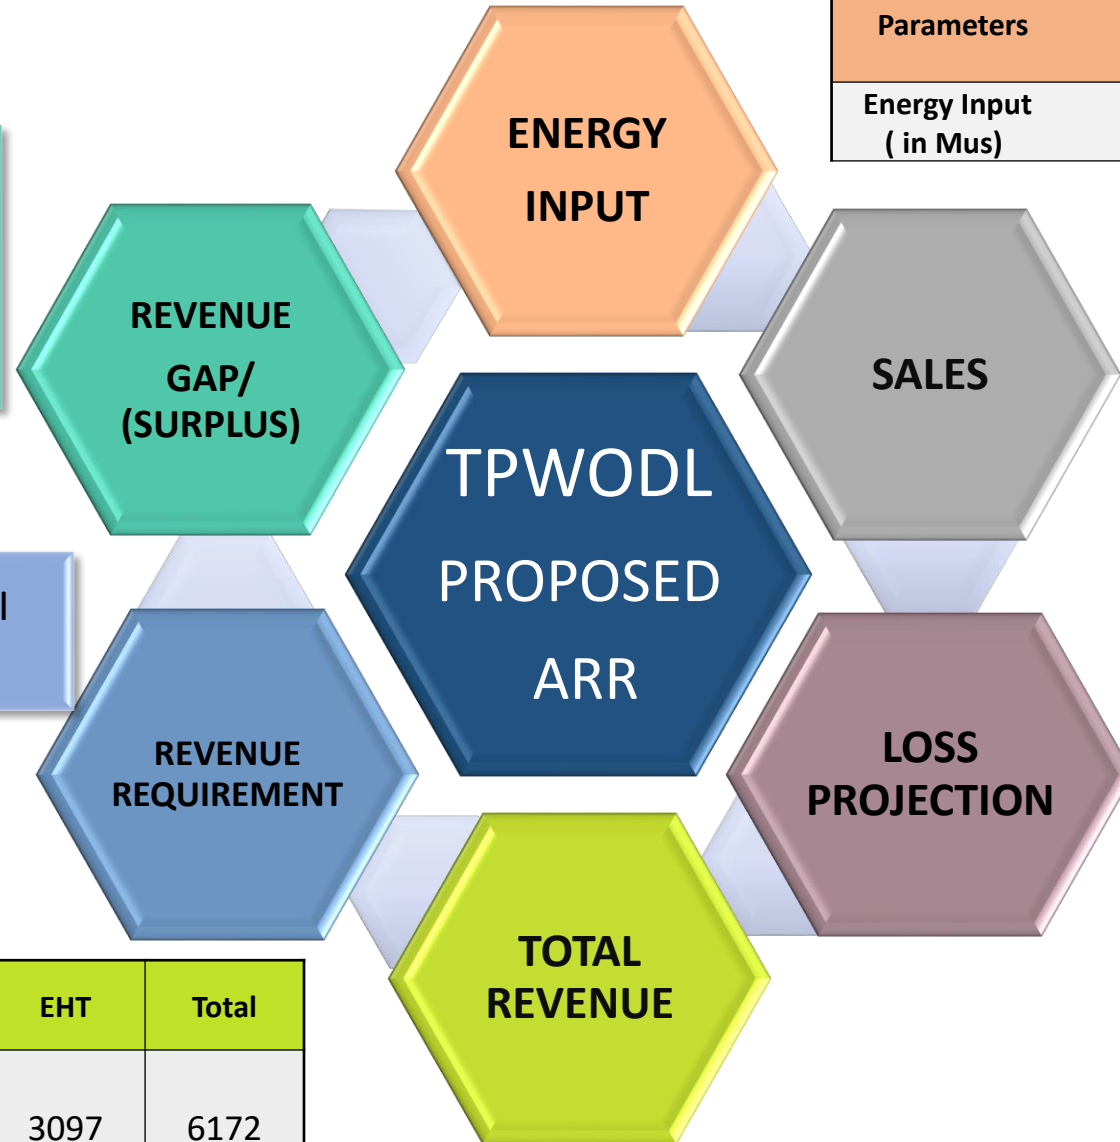 Parameters
Energy Input
( in Mus)
ENERGY
INPUT
REVENUE
GAP/
(SURPLUS)
SALES
TPWODL
PROPOSED
ARR
REVENUE
REQUIREMENT
LOSS
PROJECTION
TOTAL
REVENUE
EHT Total
3097 6172